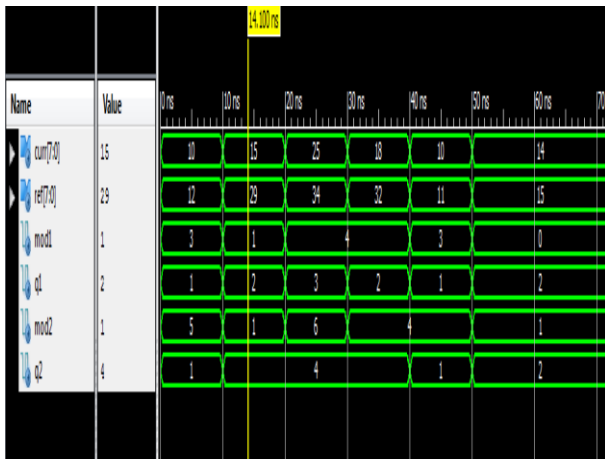 14.100 ns
Name Value 0 ns 10 ns 20 ns 30 ns 40 ns 50 ns 60 ns 70
curr[7:0] 15 10 15 25 18 10 14
ref[7:0] 29 12 29 34 32 11 15
mod1 1 3 1 4 3 0
q1 2 1 2 3 2 1 2
mod2 1 5 1 6 4 1
q2 4 1 4 1 2